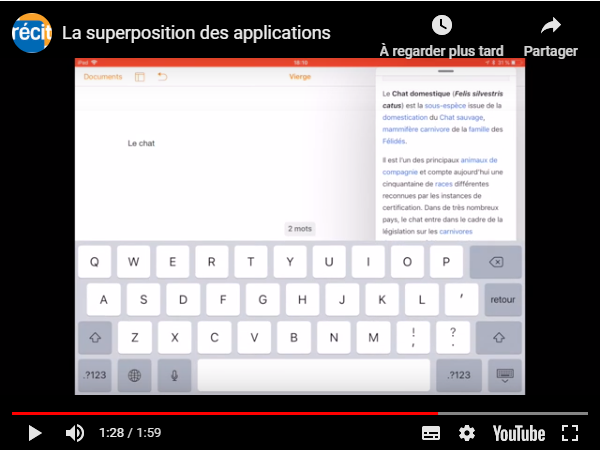 récit
La superposition des applications
À regarder plus tard
Partager
iPad
18:10
31 %
Documents
Vierge
Le chat
2 mots
Le Chat domestique (Felis silvestris
catus) est la sous-espèce issue de la
domestication du Chat sauvage,
mammifère carnivore de la famille des
Félidés.
Il est l'un des principaux animaux de
compagnie et compte aujourd'hui une
cinquantaine de races différentes
reconnues par les instances de
certification. Dans de très nombreux
pays, le chat entre dans le cadre de la
législation sur les carnivores
Q W E R T Y U I O P
A S D F G H J K L ' retour
Z X C V B N M ! , ? .
.?123 .?123
1:28 / 1:59
YouTube